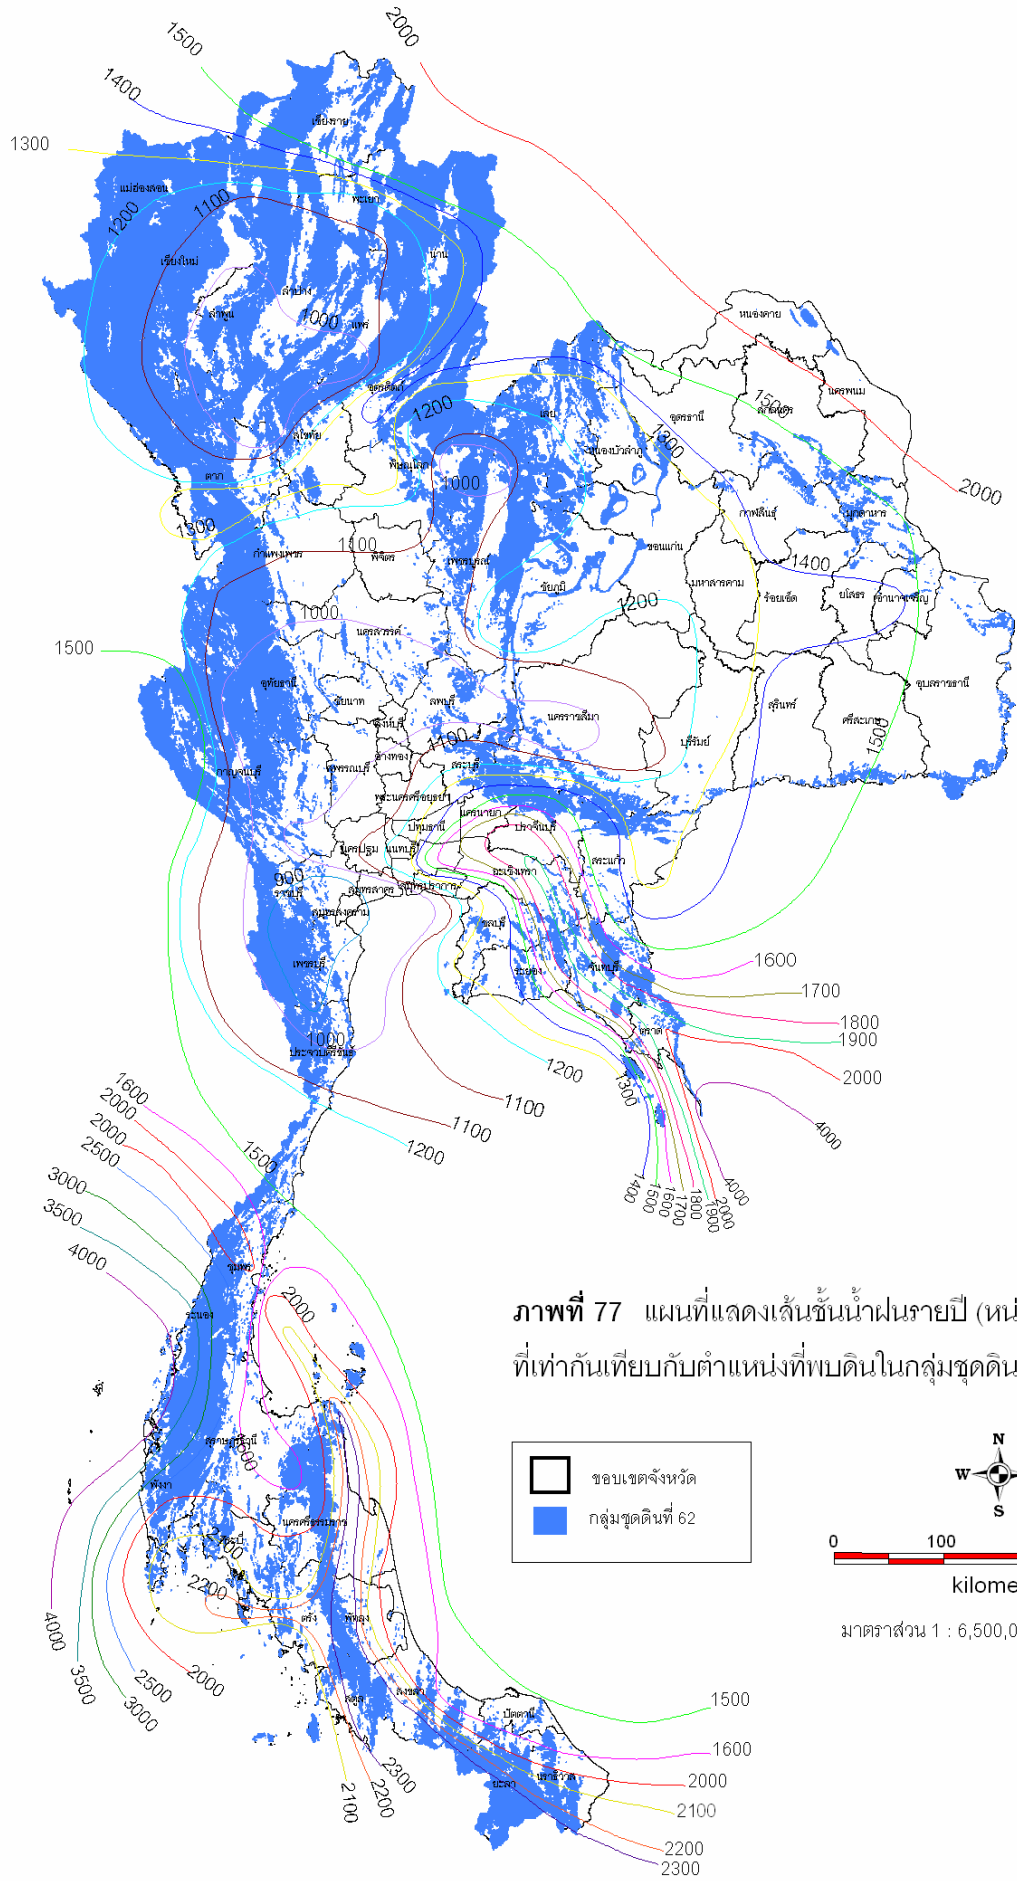 2000
1500
1400
1300
เชียงราย
แม่ฮ่องสอน
1100
พะเยา
1200
น่าน
เชียงใหม่
ลำปาง
ลำพูน
1000
แพร่
หนองคาย
นครพนม
อุตรดิตถ์
1200
เลย
1500
สกลนคร
อุดรธานี
สุโขทัย
1300
หนองบัวลำภู
พิษณุโลก
ตาก
1000
2000
1300
กาฬสินธุ์
มุกดาหาร
กำแพงเพชร
1100
พิจิตร
ขอนแก่น
เพชรบูรณ์
1400
ชัยภูมิ
มหาสารคาม
ร้อยเอ็ด
ยโสธร
อำนาจเจริญ
1000
1200
นครสวรรค์
1500
อุทัยธานี
อุบลราชธานี
ชัยนาท
ลพบุรี
สุรินทร์
นครราชสีมา
ศรีสะเกษ
สิงห์บุรี
1100
บุรีรัมย์
1500
อ่างทอง
สระบุรี
กาญจนบุรี
สุพรรณบุรี
พระนครศรีอยุธยา
นครนายก
ปทุมธานี
ปราจีนบุรี
นครปฐม
นนทบุรี
สระแก้ว
ฉะเชิงเทรา
900
ราชบุรี
สมุทรสาคร
สมุทรปราการ
สมุทรสงคราม
ชลบุรี
เพชรบุรี
ระยอง
จันทบุรี
1600
1700
1800
ตราด
1900
1000
ประจวบคีรีขันธ์
1200
1300
2000
1100
4000
1100
1200
1600
2000
2000
2500
1500
3000
3500
4000
1400
1500
1600
1700
1800
1900
2000
4000
ชุมพร
ระนอง
2000
ภาพที่ 77 แผนที่แสดงเส้นชั้นน้ำฝนรายปี (หน่
ที่เท่ากันเทียบกับตำแหน่งที่พบดินในกลุ่มชุดดิน
N
W
S
สุราษฎร์ธานี
1600
พังงา
ขอบเขตจังหวัด
กลุ่มชุดดินที่ 62
นครศรีธรรมราช
2100
0 100
kilome
2200
ตรัง
พัทลุง
มาตราส่วน 1 : 6,500,0
4000
3500
3000
2500
2000
สตูล
สงขลา
1500
ปัตตานี
1600
2300
2200
2100
ยะลา
นราธิวาส
2000
2100
2200
2300